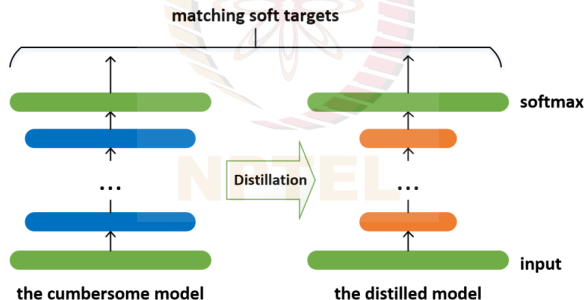 matching soft targets
softmax
...
...
NPTEL
Distillation
input
the cumbersome model
the distilled model